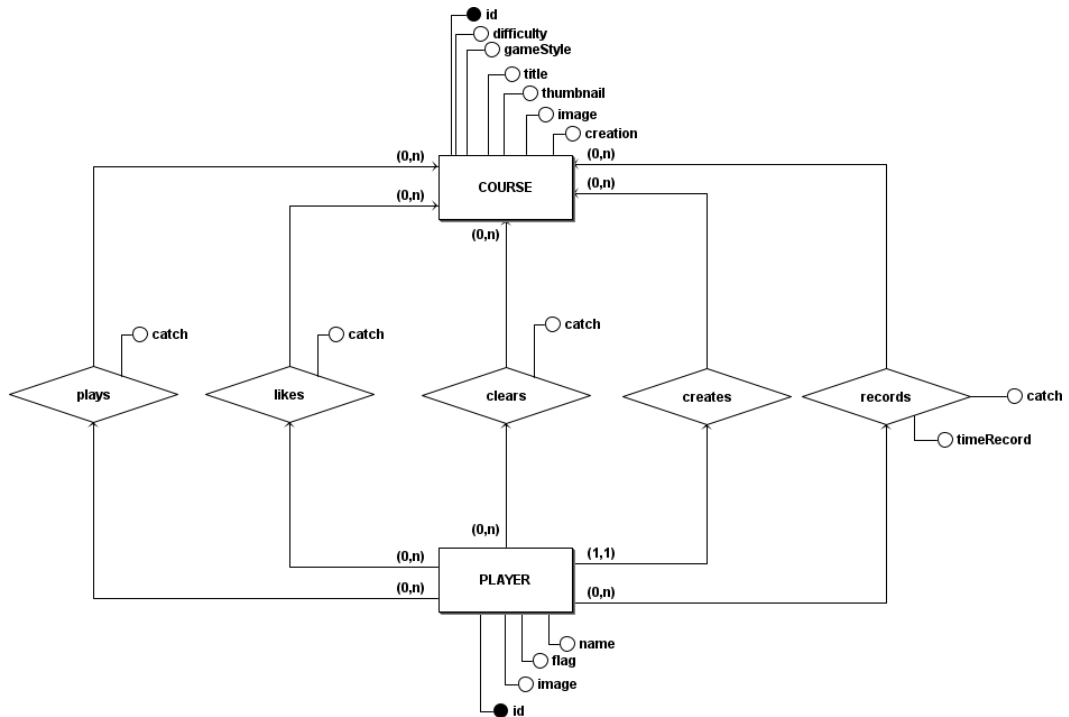 id
difficulty
gameStyle
title
thumbnail
image
creation
(0,n)
(0,n)
COURSE
(0,n)
(0,n)
(0,n)
catch
catch
catch
plays
likes
clears
creates
records
catch
timeRecord
(0,n)
(0,n)
(1,1)
(0,n)
PLAYER
(0,n)
name
flag
image
id